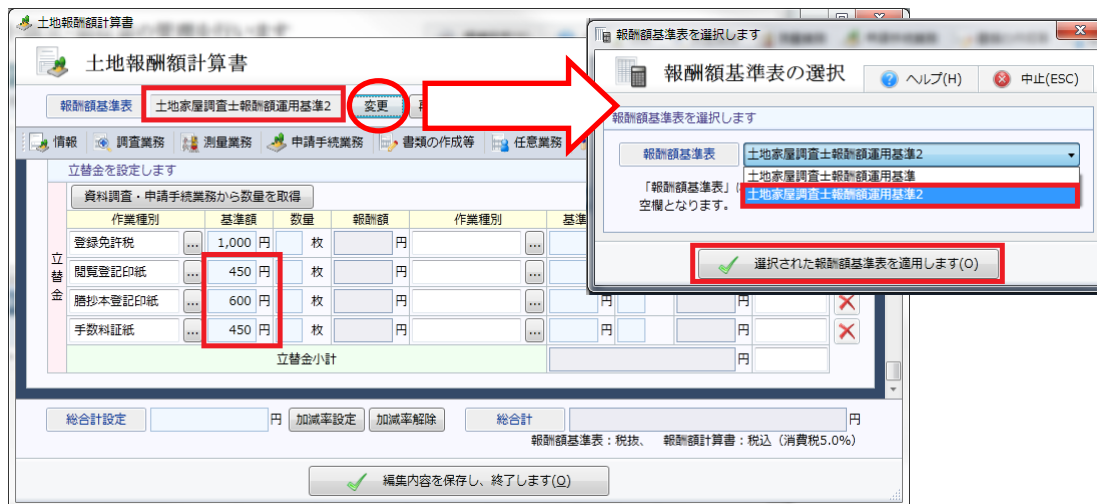 土地報酬額計算書
土地報酬額計算書
報酬額基準表 土地家屋調査士報酬額運用基準2 変更
情報 調査業務 測量業務 申請手続業務 書類の作成等 任意業務
立替金を設定します
資料調査・申請手続業務から数量を取得
作業種別 基準額 数量 報酬額 作業種別 基準
立替金
登録免許税 ... 1,000 円 枚 円 ...
閲覧登記印紙 ... 450 円 枚 円 ...
謄抄本登記印紙 ... 600 円 枚 円 ... 円 円
手数料証紙 ... 450 円 枚 円 ... 円 円
立替金小計 円
総合計設定 円 加減率設定 加減率解除 総合計 円
報酬額基準表：税抜、 報酬額計算書：税込（消費税5.0%）
編集内容を保存し、終了します(O)
報酬額基準表を選択します
報酬額基準表の選択 ヘルプ(H) 中止(ESC)
報酬額基準表を選択します
報酬額基準表 土地家屋調査士報酬額運用基準2
土地家屋調査士報酬額運用基準
土地家屋調査士報酬額運用基準2
「報酬額基準表」
空欄となります。
選択された報酬額基準表を適用します(O)